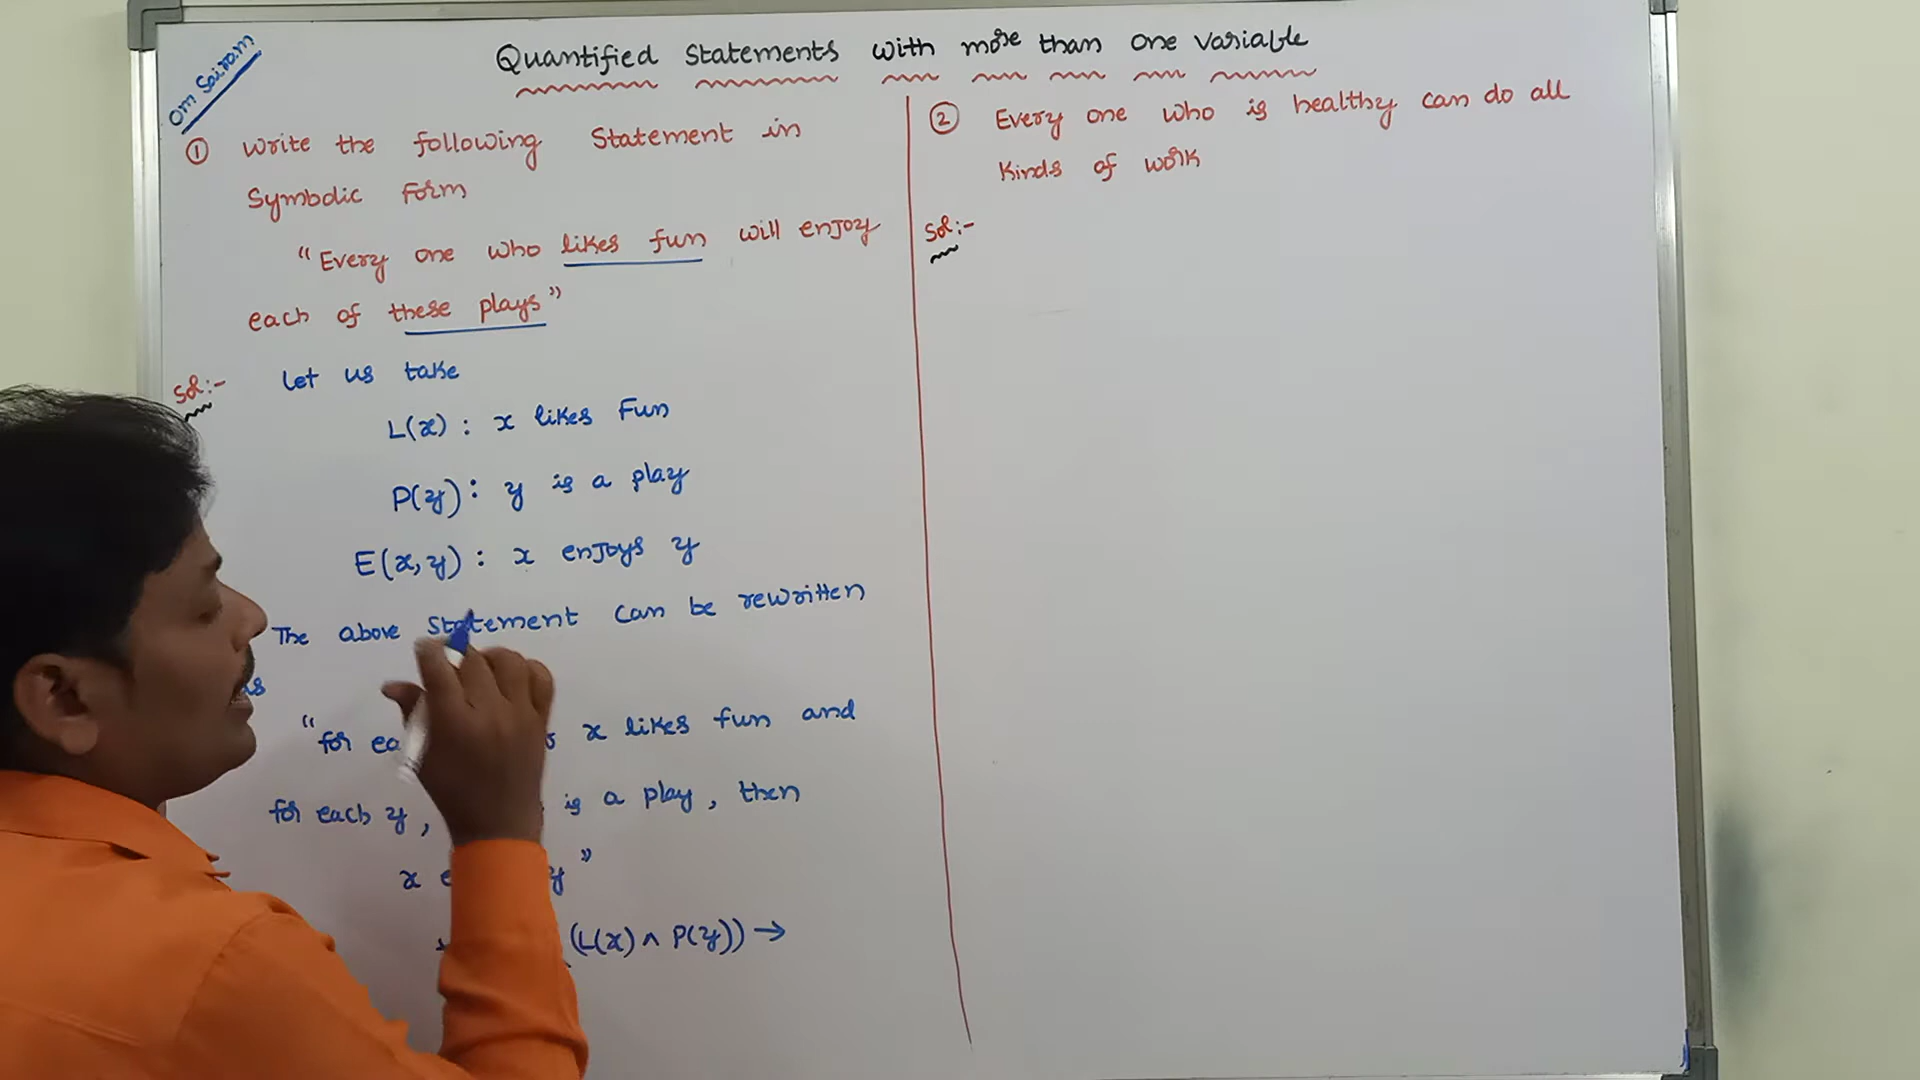 Om Sairam
Quantified Statements with more than one variable
① Write the following Statement in
Symbolic Form
“Every one who likes fun will enjoy
each of these plays”
Sol:- Let us take
L(x) : x likes Fun
P(y) : y is a play
E(x,y) : x enjoys y
The above Statement can be rewritten
“for x likes fun and
for each y, is a play, then
x y”
(L(x) ∧ P(y)) →
② Every one who is healthy can do all
Kinds of work
Sol:-